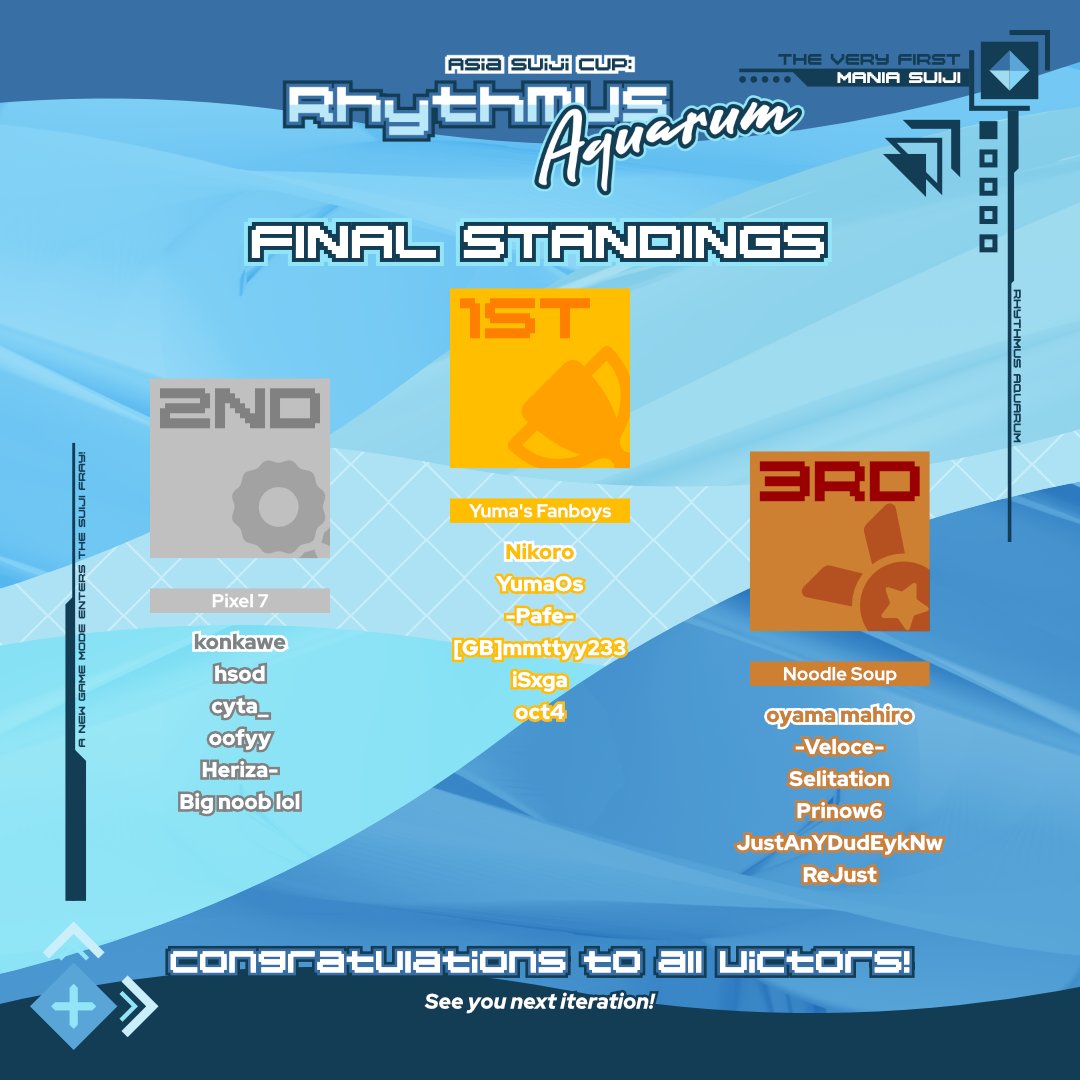 ASIA SUIJI CUP:
RhythMUS
Aquarum
THE VERY FIRST
MANIA SUIJI
FINAL STANDINGS
1ST
Yuma's Fanboys
Nikoro
YumaOs
-Pafe-
[GB]mmttyy233
iSxga
oct4
2ND
Pixel 7
konkawe
hsod
cyta_
oofyy
Heriza-
Big noob lol
3RD
Noodle Soup
oyama mahiro
-Veloce-
Selitation
Prinow6
JustAnYDudEykNw
ReJust
RHYTHMUS AQUARUM
A NEW GAME MODE ENTERS THE SUIJI FRAY!
Congratulations to all victors!
See you next iteration!